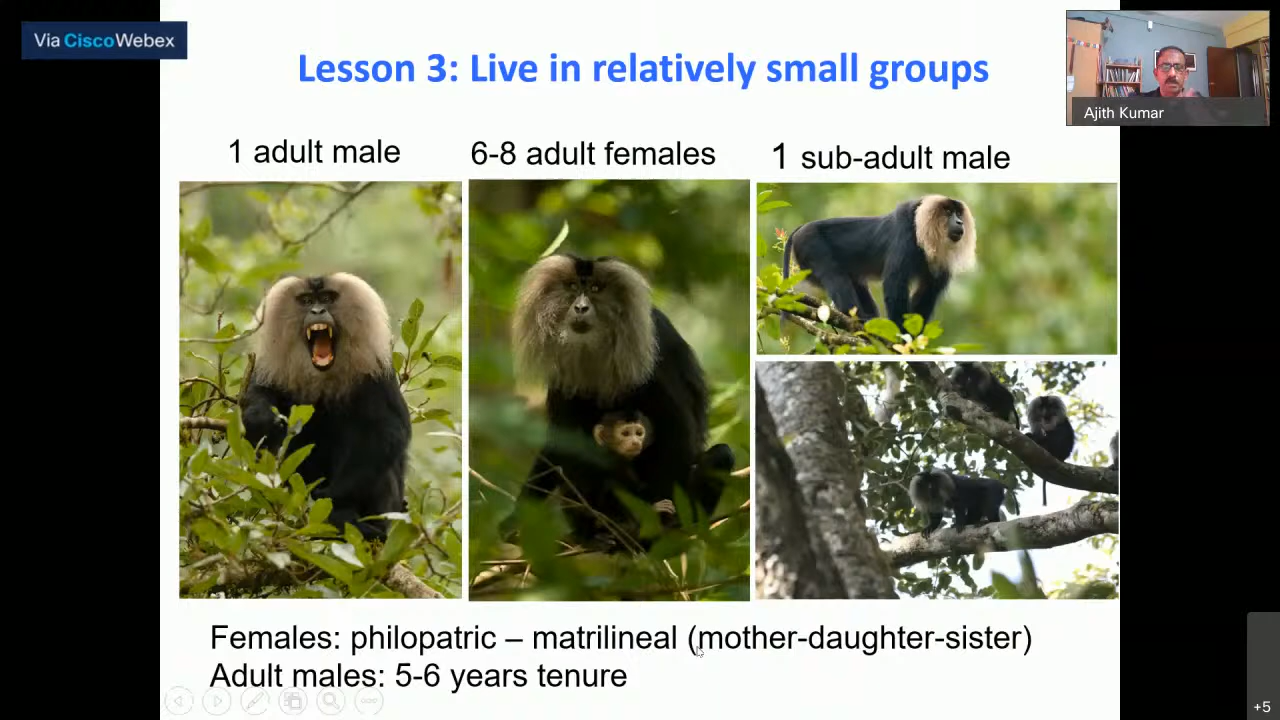 Via CiscoWebex
Lesson 3: Live in relatively small groups
Ajith Kumar
1 adult male
6-8 adult females
1 sub-adult male
Females: philopatric – matrilineal (mother-daughter-sister)
Adult males: 5-6 years tenure
+5